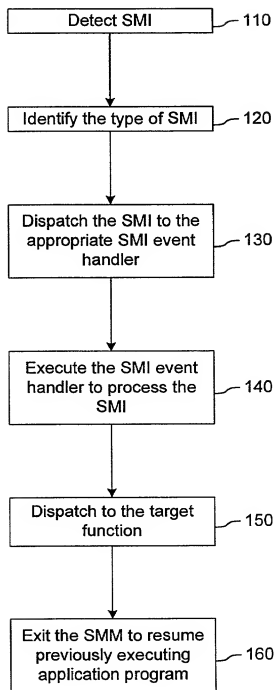 Detect SMI
110
Identify the type of SMI
120
Dispatch the SMI to the
appropriate SMI event
handler
130
Execute the SMI event
handler to process the
SMI
140
Dispatch to the target
function
150
Exit the SMM to resume
previously executing
application program
160